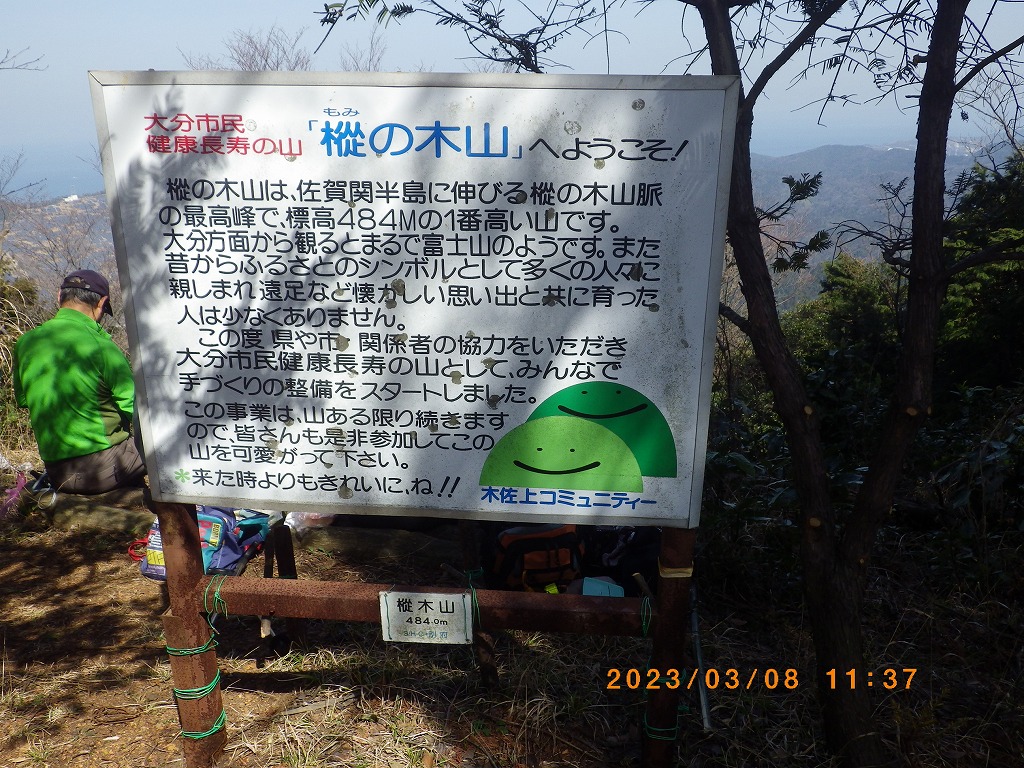 大分市民
健康長寿の山
もみ
「樅の木山」へようこそ!
樅の木山は、佐賀関半島に伸びる樅の木山脈
の最高峰で、標高484Mの1番高い山です。
大分方面から観るとまるで富士山のようです。また
昔からふるさとのシンボルとして多くの人々に
親しまれ遠足など懐かしい思い出と共に育った
人は少なくありません。
この度 県や市、関係者の協力をいただき
大分市民健康長寿の山として、みんなで
手づくりの整備をスタートしました。
この事業は、山ある限り続きます
ので、皆さんも是非参加してこの
山を可愛がって下さい。
*来た時よりもきれいに、ね!!
木佐上コミュニティー
樅木山
484.0m
2023/03/08 11:37